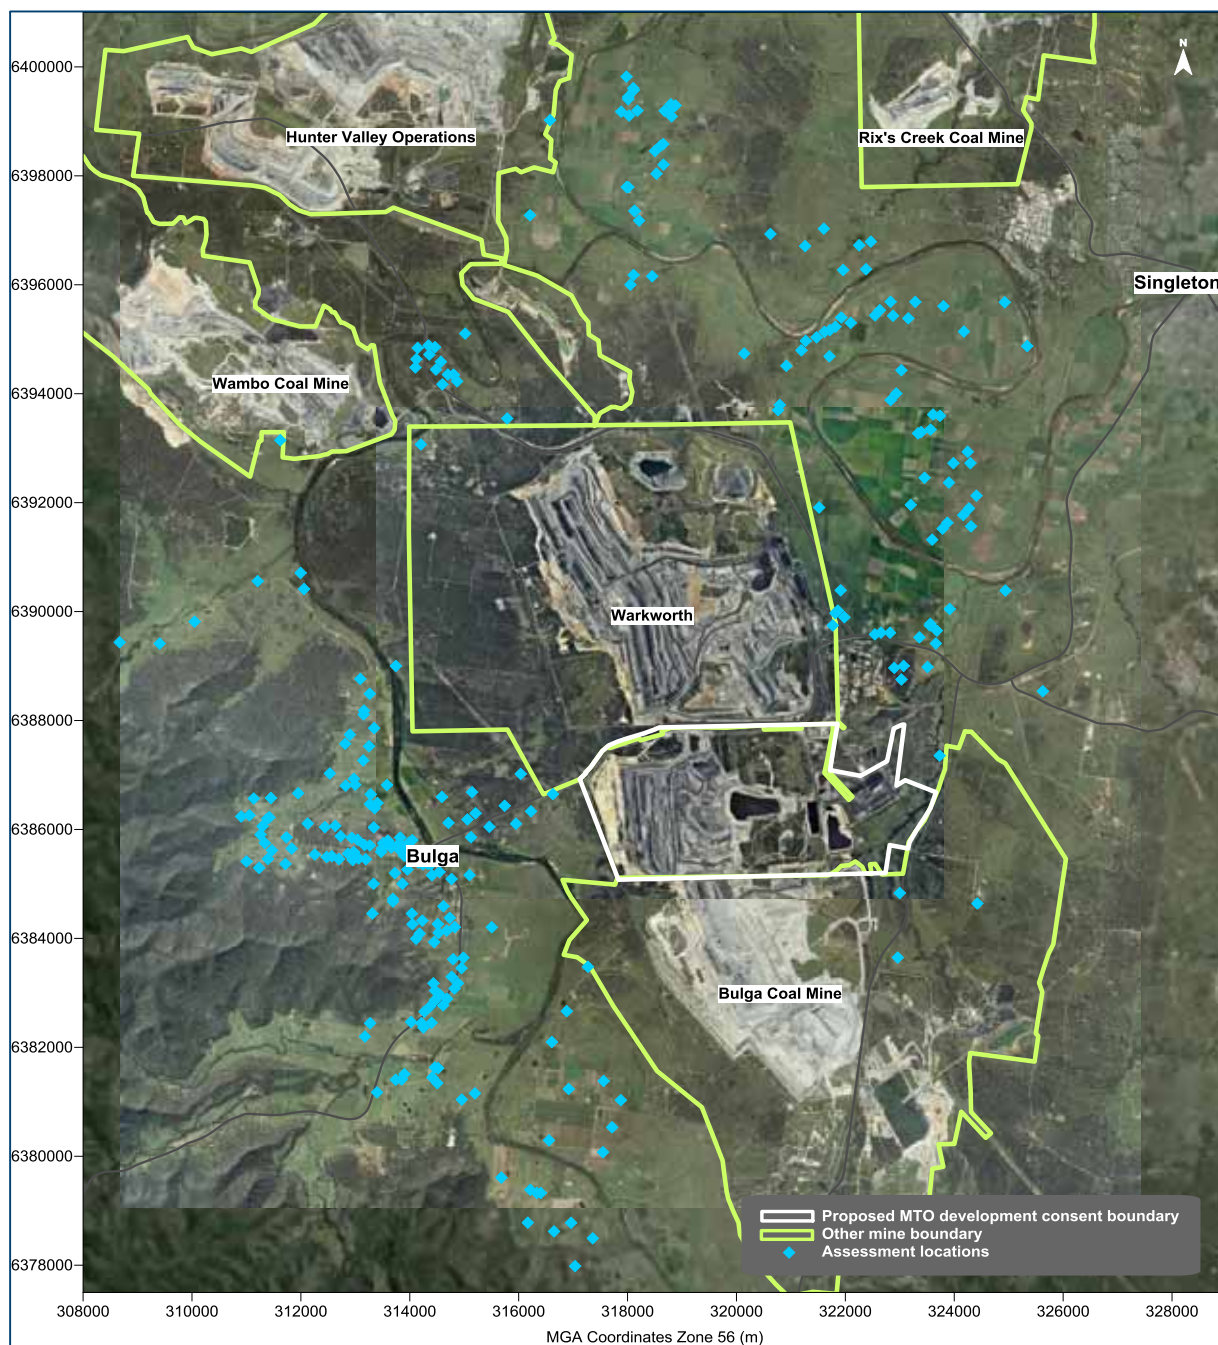 N
6400000
6398000
6396000
6394000
6392000
6390000
6388000
6386000
6384000
6382000
6380000
6378000
Hunter Valley Operations
Rix's Creek Coal Mine
Singleton
Wambo Coal Mine
Warkworth
Bulga
Bulga Coal Mine
Proposed MTO development consent boundary
Other mine boundary
Assessment locations
308000 310000 312000 314000 316000 318000 320000 322000 324000 326000 328000
MGA Coordinates Zone 56 (m)